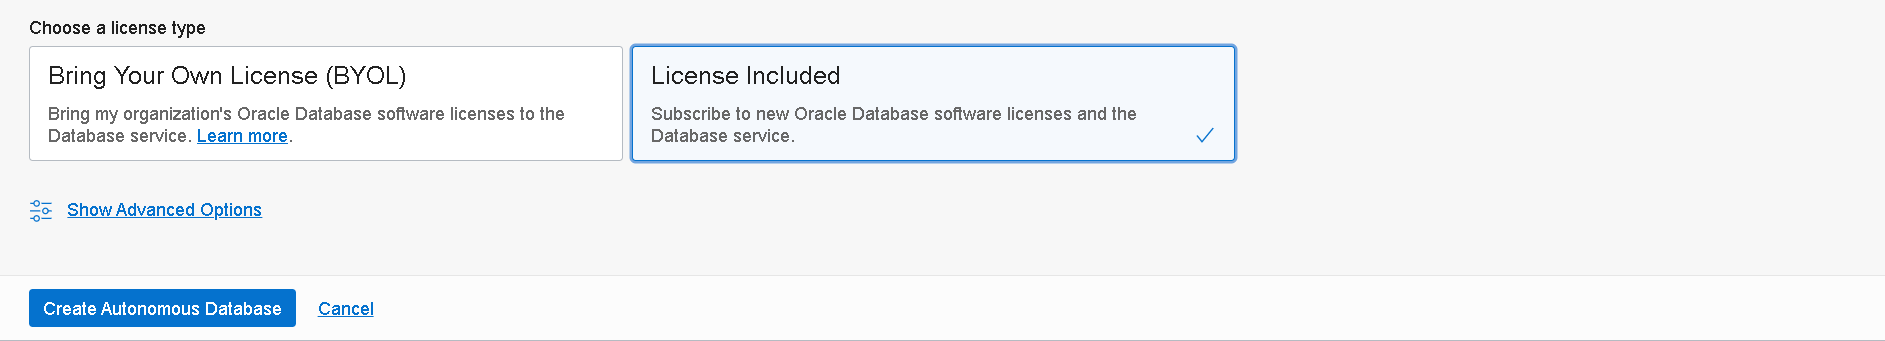 Choose a license type
Bring Your Own License (BYOL)
Bring my organization's Oracle Database software licenses to the
Database service. Learn more.
License Included
Subscribe to new Oracle Database software licenses and the
Database service.
Show Advanced Options
Create Autonomous Database
Cancel